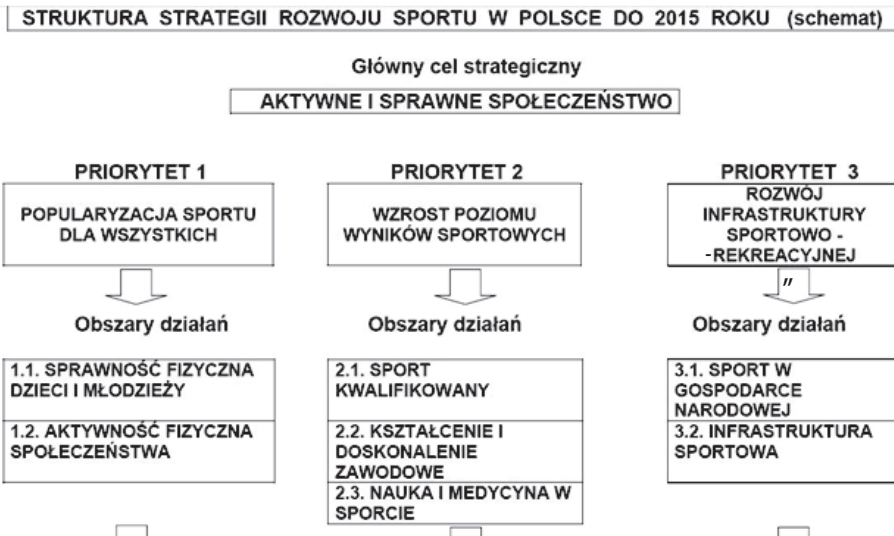 STRUKTURA STRATEGII ROZWOJU SPORTU W POLSCE DO 2015 ROKU (schemat)
Główny cel strategiczny
AKTYWNE I SPRAWNE SPOŁECZEŃSTWO
PRIORYTET 1
POPULARYZACJA SPORTU
DLA WSZYSTKICH
Obszary działań
1.1. SPRAWNOŚĆ FIZYCZNA
DZIECI I MŁODZIEŻY
1.2. AKTYWNOŚĆ FIZYCZNA
SPOŁECZEŃSTWA
PRIORYTET 2
WZROST POZIOMU
WYNIKÓW SPORTOWYCH
Obszary działań
2.1. SPORT
KWALIFIKOWANY
2.2. KSZTAŁCENIE I
DOSKONALENIE
ZAWODOWE
2.3. NAUKA I MEDYCYNA W
SPORCIE
PRIORYTET 3
ROZWÓJ
INFRASTRUKTURY
SPORTOWO -
-REKREACYJNEJ
"
Obszary działań
3.1. SPORT W
GOSPODARCE
NARODOWEJ
3.2. INFRASTRUKTURA
SPORTOWA